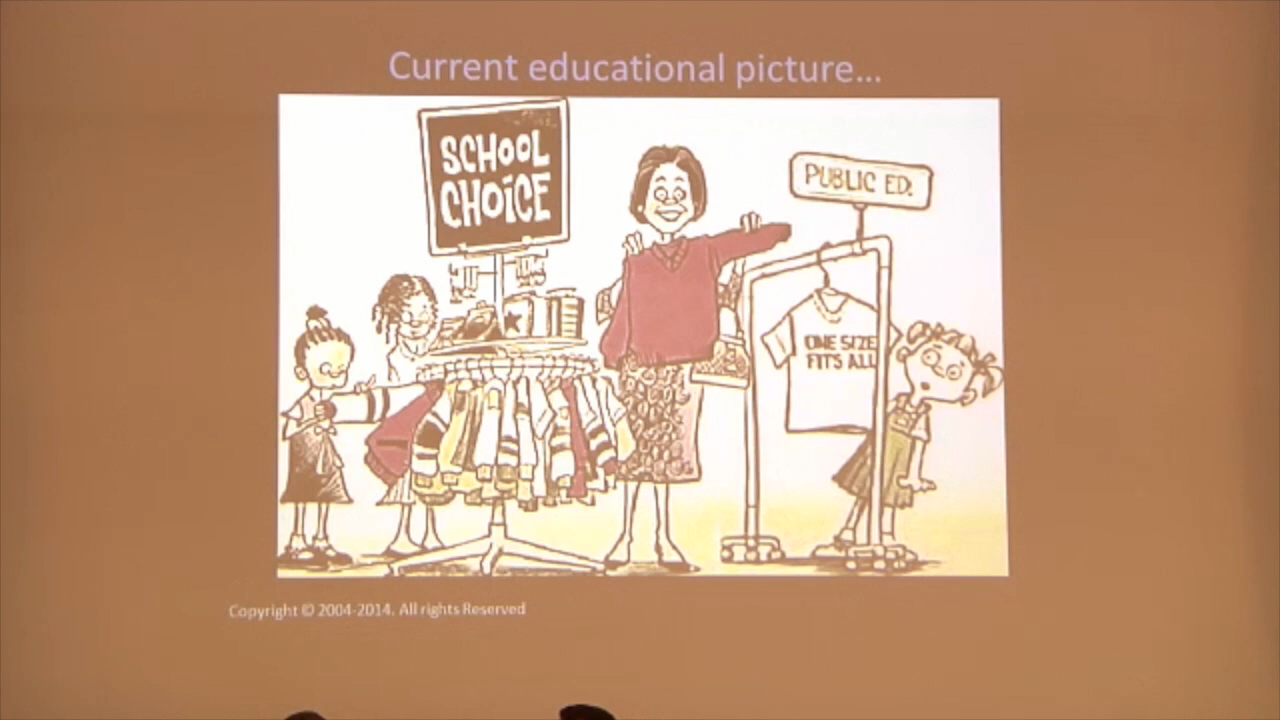 Current educational picture...
SCHOOL
CHOICE
PUBLIC ED.
ONE SIZE
FITS ALL
Copyright © 2004-2014. All rights Reserved